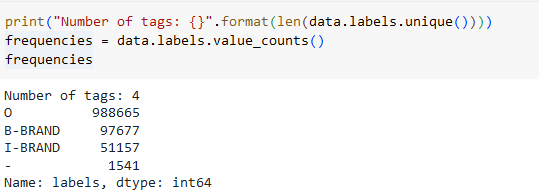 print("Number of tags: {}".format(len(data.labels.unique())))
frequencies = data.labels.value_counts()
frequencies
Number of tags: 4
O          988665
B-BRAND     97677
I-BRAND     51157
-            1541
Name: labels, dtype: int64